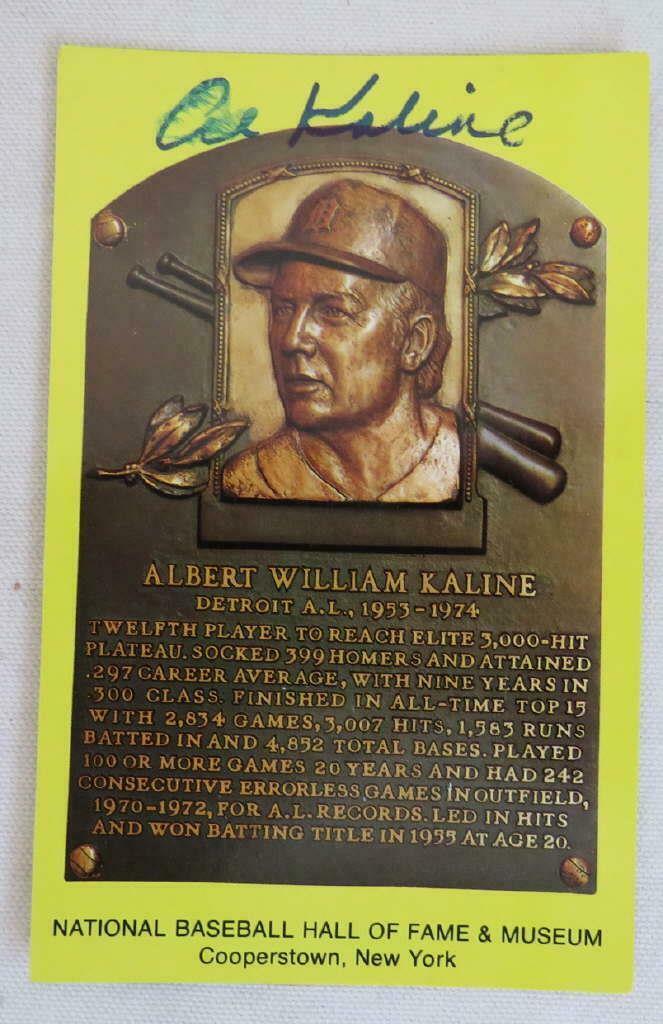 Al Kaline
D
ALBERT WILLIAM KALINE
DETROIT A.L., 1953-1974
TWELFTH PLAYER TO REACH ELITE 3,000-HIT
PLATEAU. SOCKED 399 HOMERS AND ATTAINED
.297 CAREER AVERAGE, WITH NINE YEARS IN
.300 CLASS. FINISHED IN ALL-TIME TOP 15
WITH 2,834 GAMES, 3,007 HITS, 1,583 RUNS
BATTED IN AND 4,852 TOTAL BASES. PLAYED
100 OR MORE GAMES 20 YEARS AND HAD 242
CONSECUTIVE ERRORLESS GAMES IN OUTFIELD,
1970-1972, FOR A.L. RECORDS. LED IN HITS
AND WON BATTING TITLE IN 1955 AT AGE 20.
NATIONAL BASEBALL HALL OF FAME & MUSEUM
Cooperstown, New York